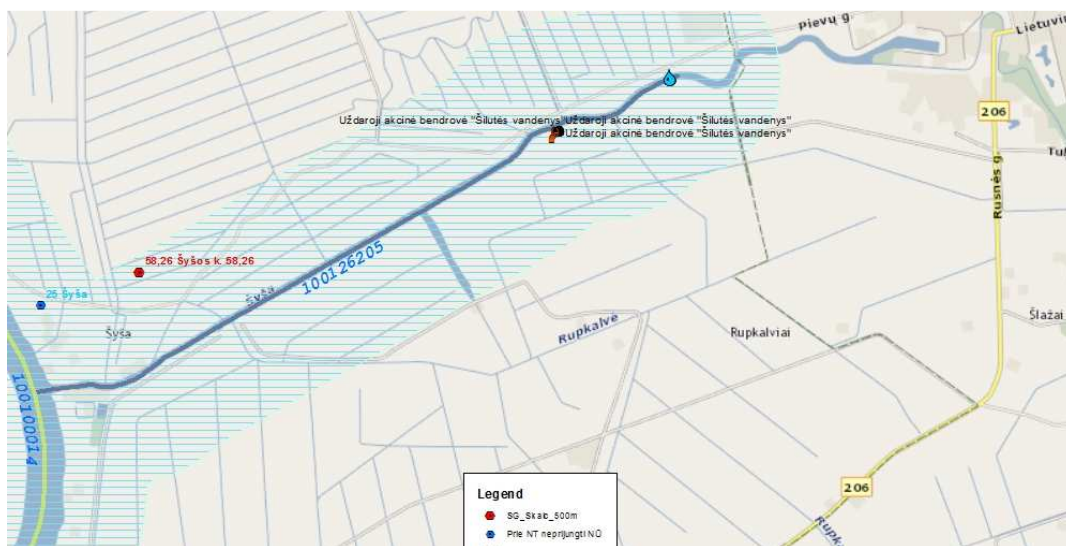 Pievų g.
Lietuvių
206
Uždaroji akcinė bendrovė "Šilutės vandenys" Uždaroji akcinė bendrovė "Šilutės vandenys"
Uždaroji akcinė bendrovė "Šilutės vandenys"
Rusnės g.
58,26 Šyšos k. 58,26
25 Šyša
Šyša
100126205
Šyša
Rupkalvė
Rupkalviai
Šlažai
100100014
206
Legend
SG_Skaic_500m
Prie NT neprijungti NŪ